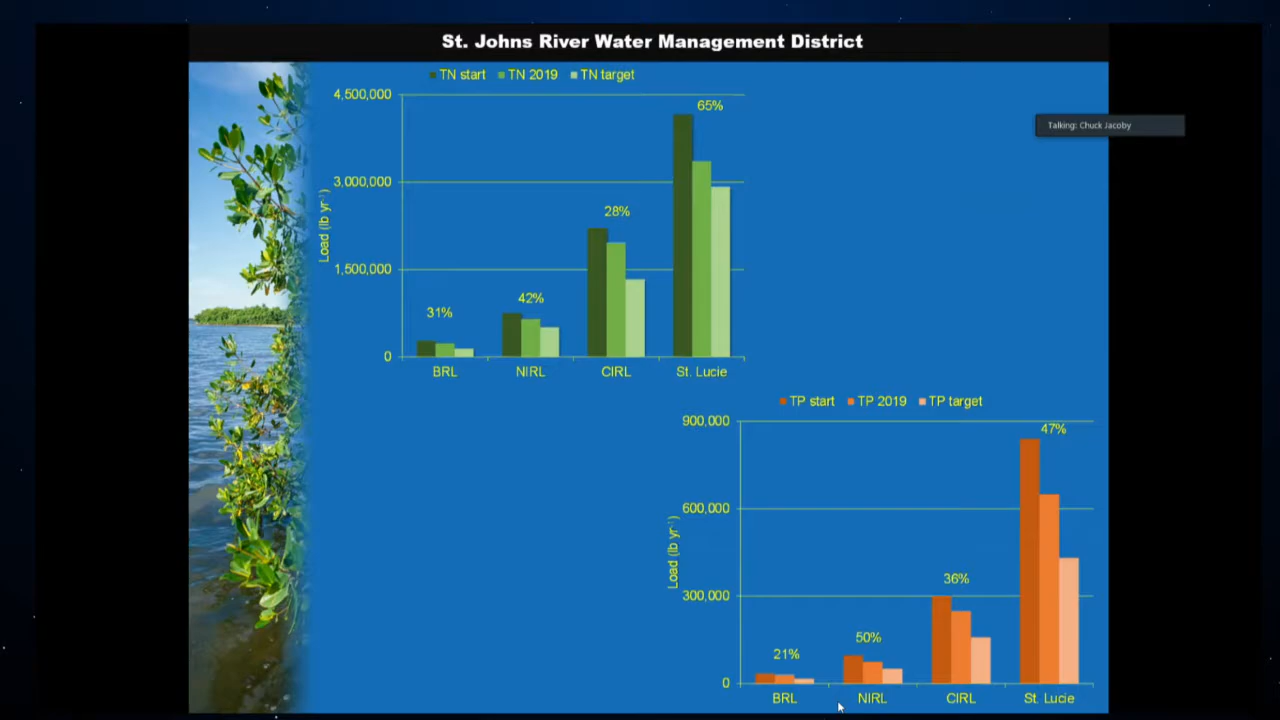 St. Johns River Water Management District
TN start TN 2019 TN target
4,500,000
3,000,000
1,500,000
0
Load (lb yr⁻¹)
31%
42%
28%
65%
BRL NIRL CIRL St. Lucie
Talking: Chuck Jacoby
TP start TP 2019 TP target
900,000
600,000
300,000
0
Load (lb yr⁻¹)
21%
50%
36%
47%
BRL NIRL CIRL St. Lucie